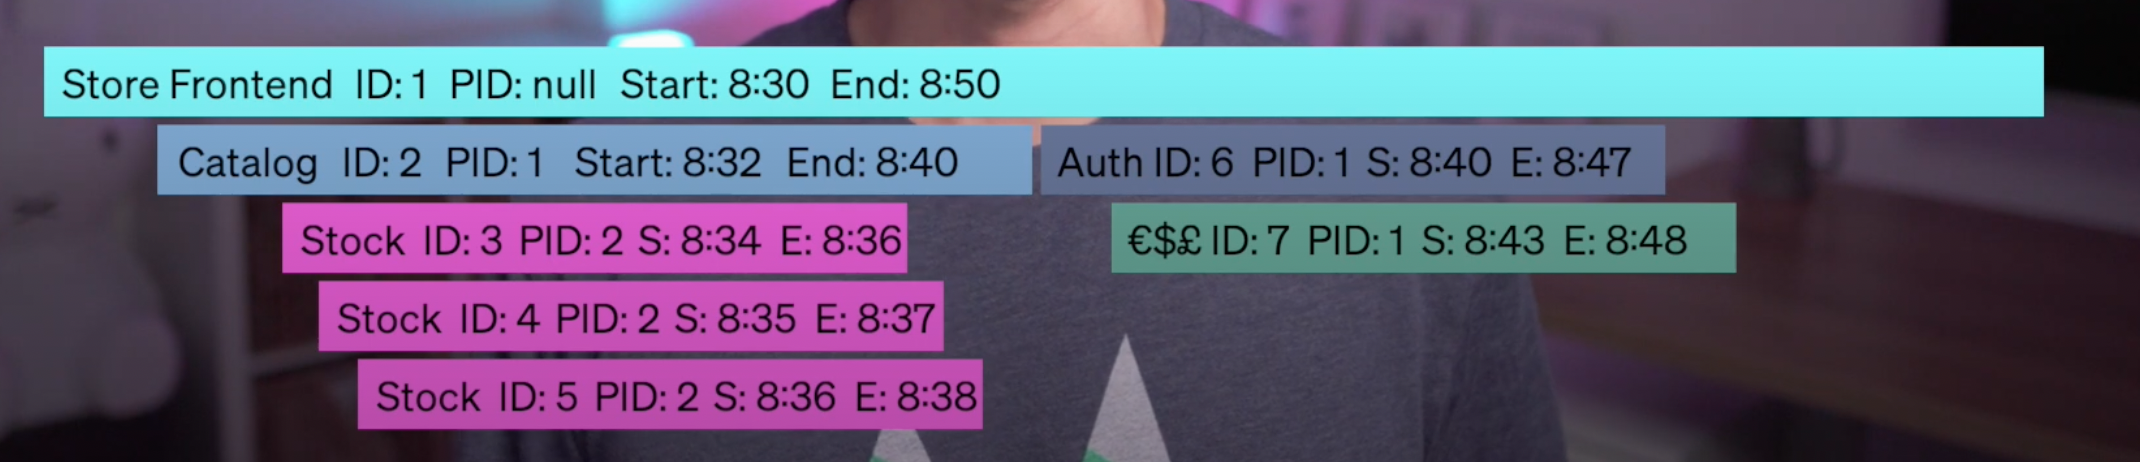 Store Frontend ID: 1 PID: null Start: 8:30 End: 8:50
Catalog ID: 2 PID: 1 Start: 8:32 End: 8:40
Auth ID: 6 PID: 1 S: 8:40 E: 8:47
Stock ID: 3 PID: 2 S: 8:34 E: 8:36
€$£ ID: 7 PID: 1 S: 8:43 E: 8:48
Stock ID: 4 PID: 2 S: 8:35 E: 8:37
Stock ID: 5 PID: 2 S: 8:36 E: 8:38